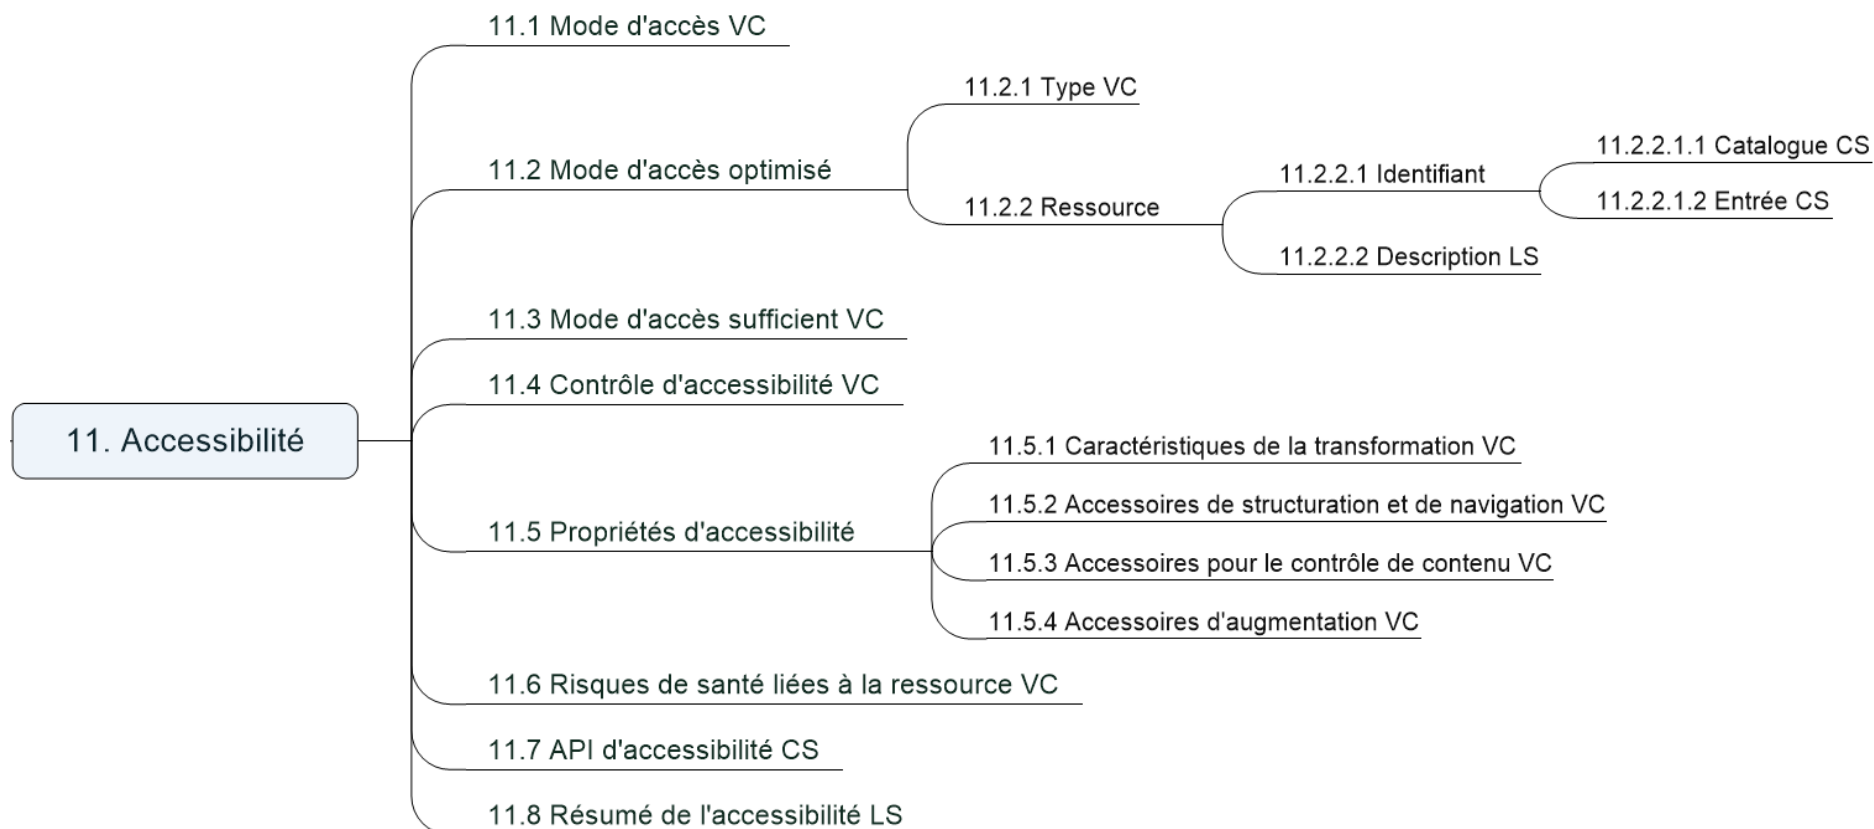 11. Accessibilité
11.1 Mode d'accès VC
11.2 Mode d'accès optimisé
11.2.1 Type VC
11.2.2 Ressource
11.2.2.1 Identifiant
11.2.2.1.1 Catalogue CS
11.2.2.1.2 Entrée CS
11.2.2.2 Description LS
11.3 Mode d'accès sufficient VC
11.4 Contrôle d'accessibilité VC
11.5 Propriétés d'accessibilité
11.5.1 Caractéristiques de la transformation VC
11.5.2 Accessoires de structuration et de navigation VC
11.5.3 Accessoires pour le contrôle de contenu VC
11.5.4 Accessoires d'augmentation VC
11.6 Risques de santé liées à la ressource VC
11.7 API d'accessibilité CS
11.8 Résumé de l'accessibilité LS